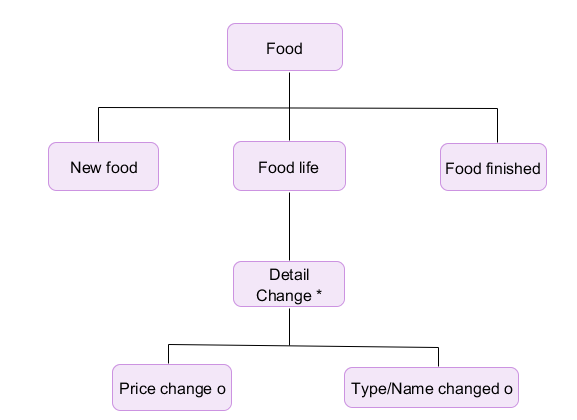 Food
New food
Food life
Food finished
Detail
Change *
Price change o
Type/Name changed o